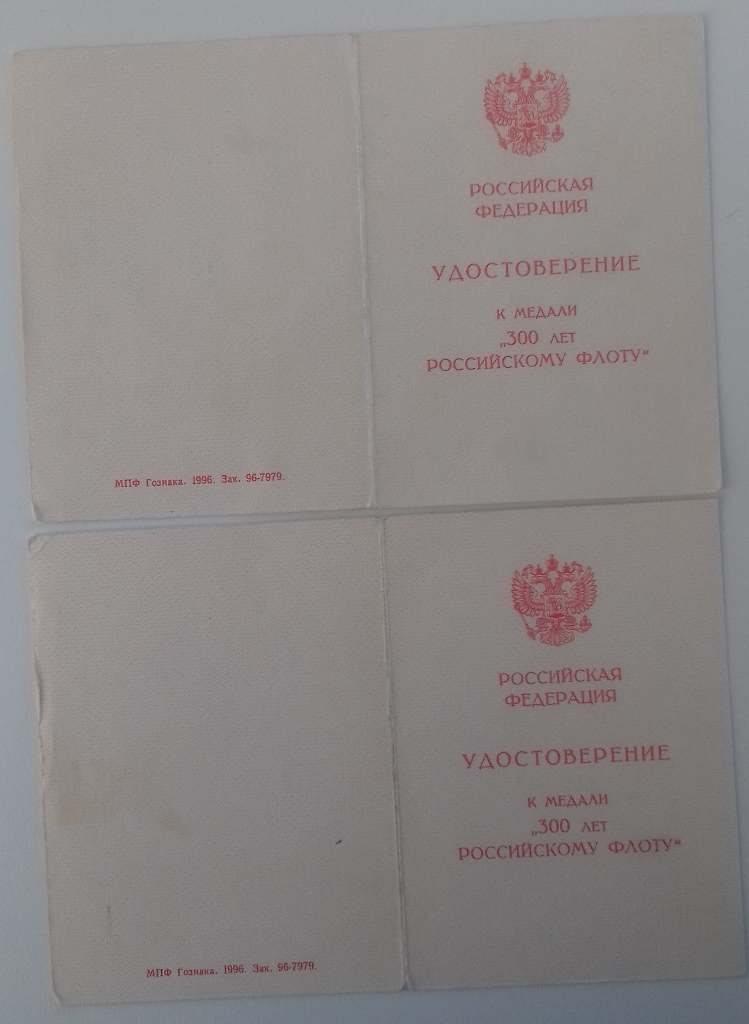 РОССИЙСКАЯ
ФЕДЕРАЦИЯ
УДОСТОВЕРЕНИЕ
К МЕДАЛИ
„300 ЛЕТ
РОССИЙСКОМУ ФЛОТУ“
МПФ Гознака. 1996. Зак. 96-7979.
РОССИЙСКАЯ
ФЕДЕРАЦИЯ
УДОСТОВЕРЕНИЕ
К МЕДАЛИ
„300 ЛЕТ
РОССИЙСКОМУ ФЛОТУ“
МПФ Гознака. 1996. Зак. 96-7979.